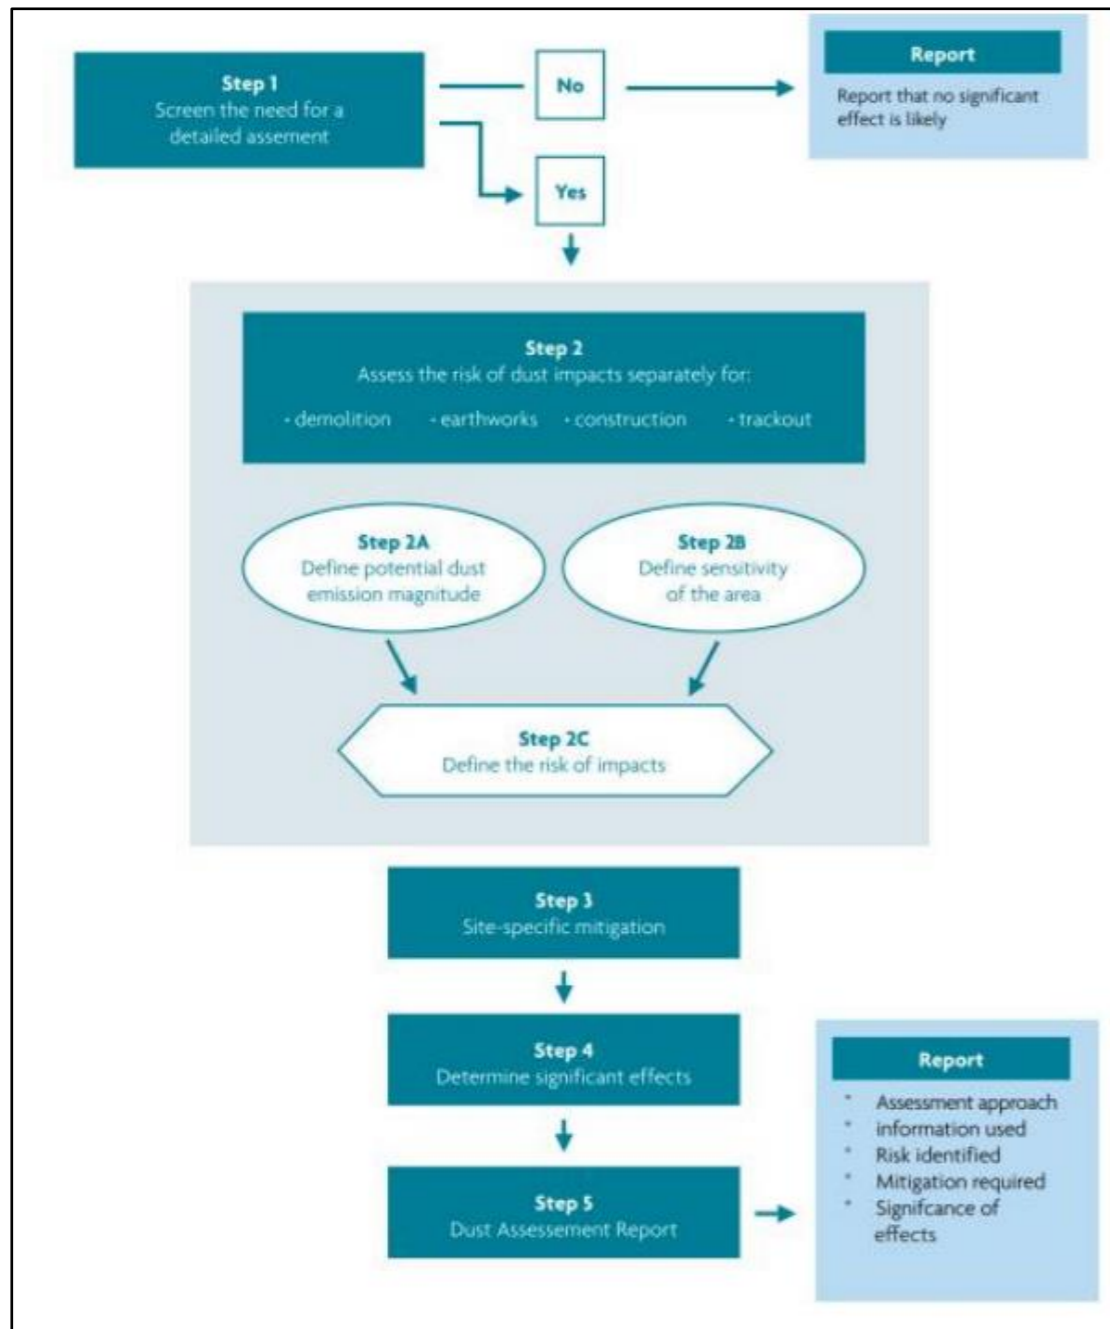 Step 1
Screen the need for a
detailed assement
No
Report
Report that no significant
effect is likely
Yes
Step 2
Assess the risk of dust impacts separately for:
• demolition • earthworks • construction • trackout
Step 2A
Define potential dust
emission magnitude
Step 2B
Define sensitivity
of the area
Step 2C
Define the risk of impacts
Step 3
Site-specific mitigation
Step 4
Determine significant effects
Step 5
Dust Assessement Report
Report
* Assessment approach
* information used
* Risk identified
* Mitigation required
* Signifcance of
effects